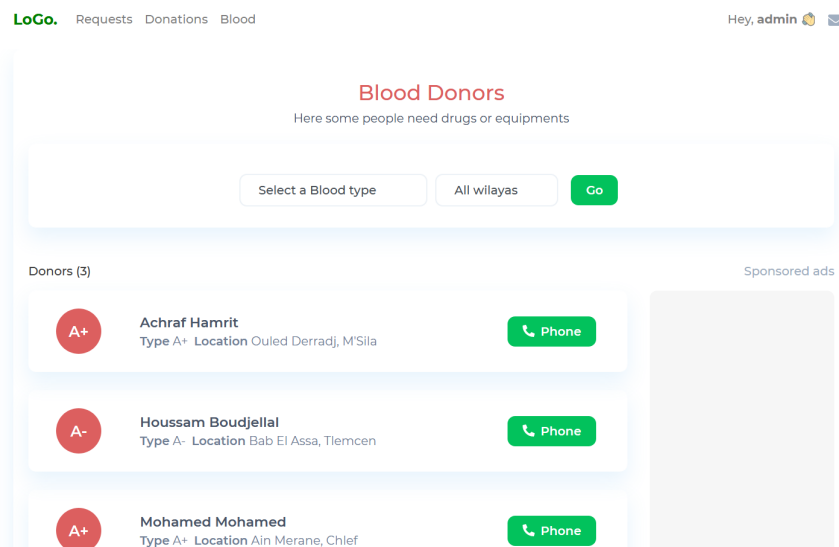 LoGo. Requests Donations Blood Hey, admin 👏
Blood Donors
Here some people need drugs or equipments
Select a Blood type All wilayas Go
Donors (3) Sponsored ads
A+ Achraf Hamrit Phone
Type A+ Location Ouled Derradj, M'Sila
A- Houssam Boudjellal Phone
Type A- Location Bab El Assa, Tlemcen
A+ Mohamed Mohamed Phone
Type A+ Location Ain Merane, Chlef